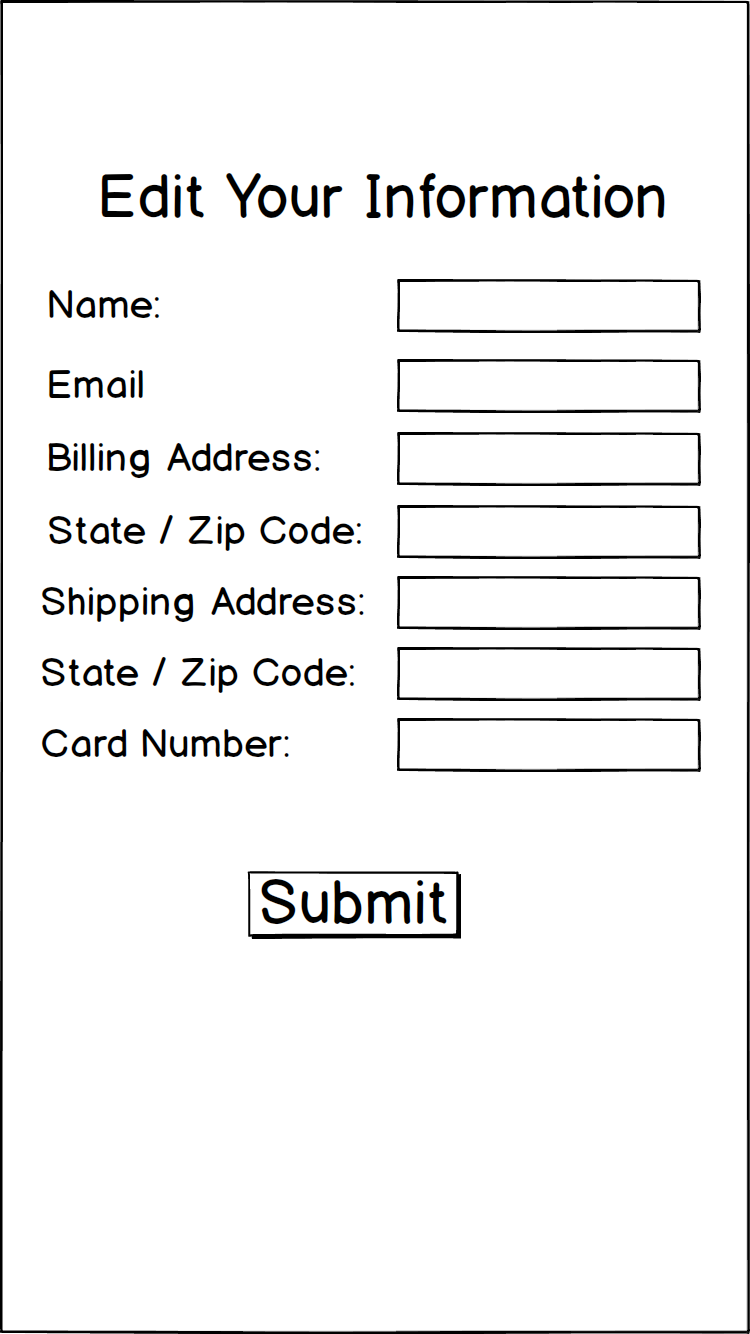 Edit Your Information
Name:
Email
Billing Address:
State / Zip Code:
Shipping Address:
State / Zip Code:
Card Number:
Submit